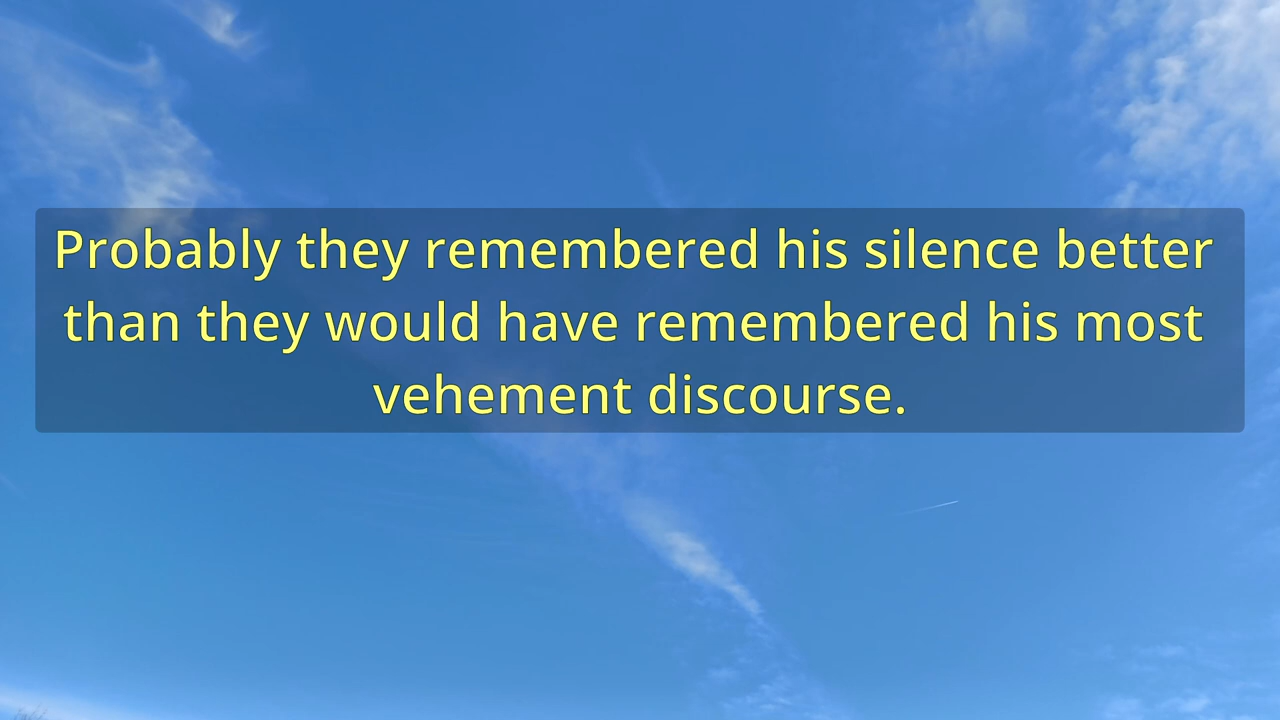 Probably they remembered his silence better
than they would have remembered his most
vehement discourse.